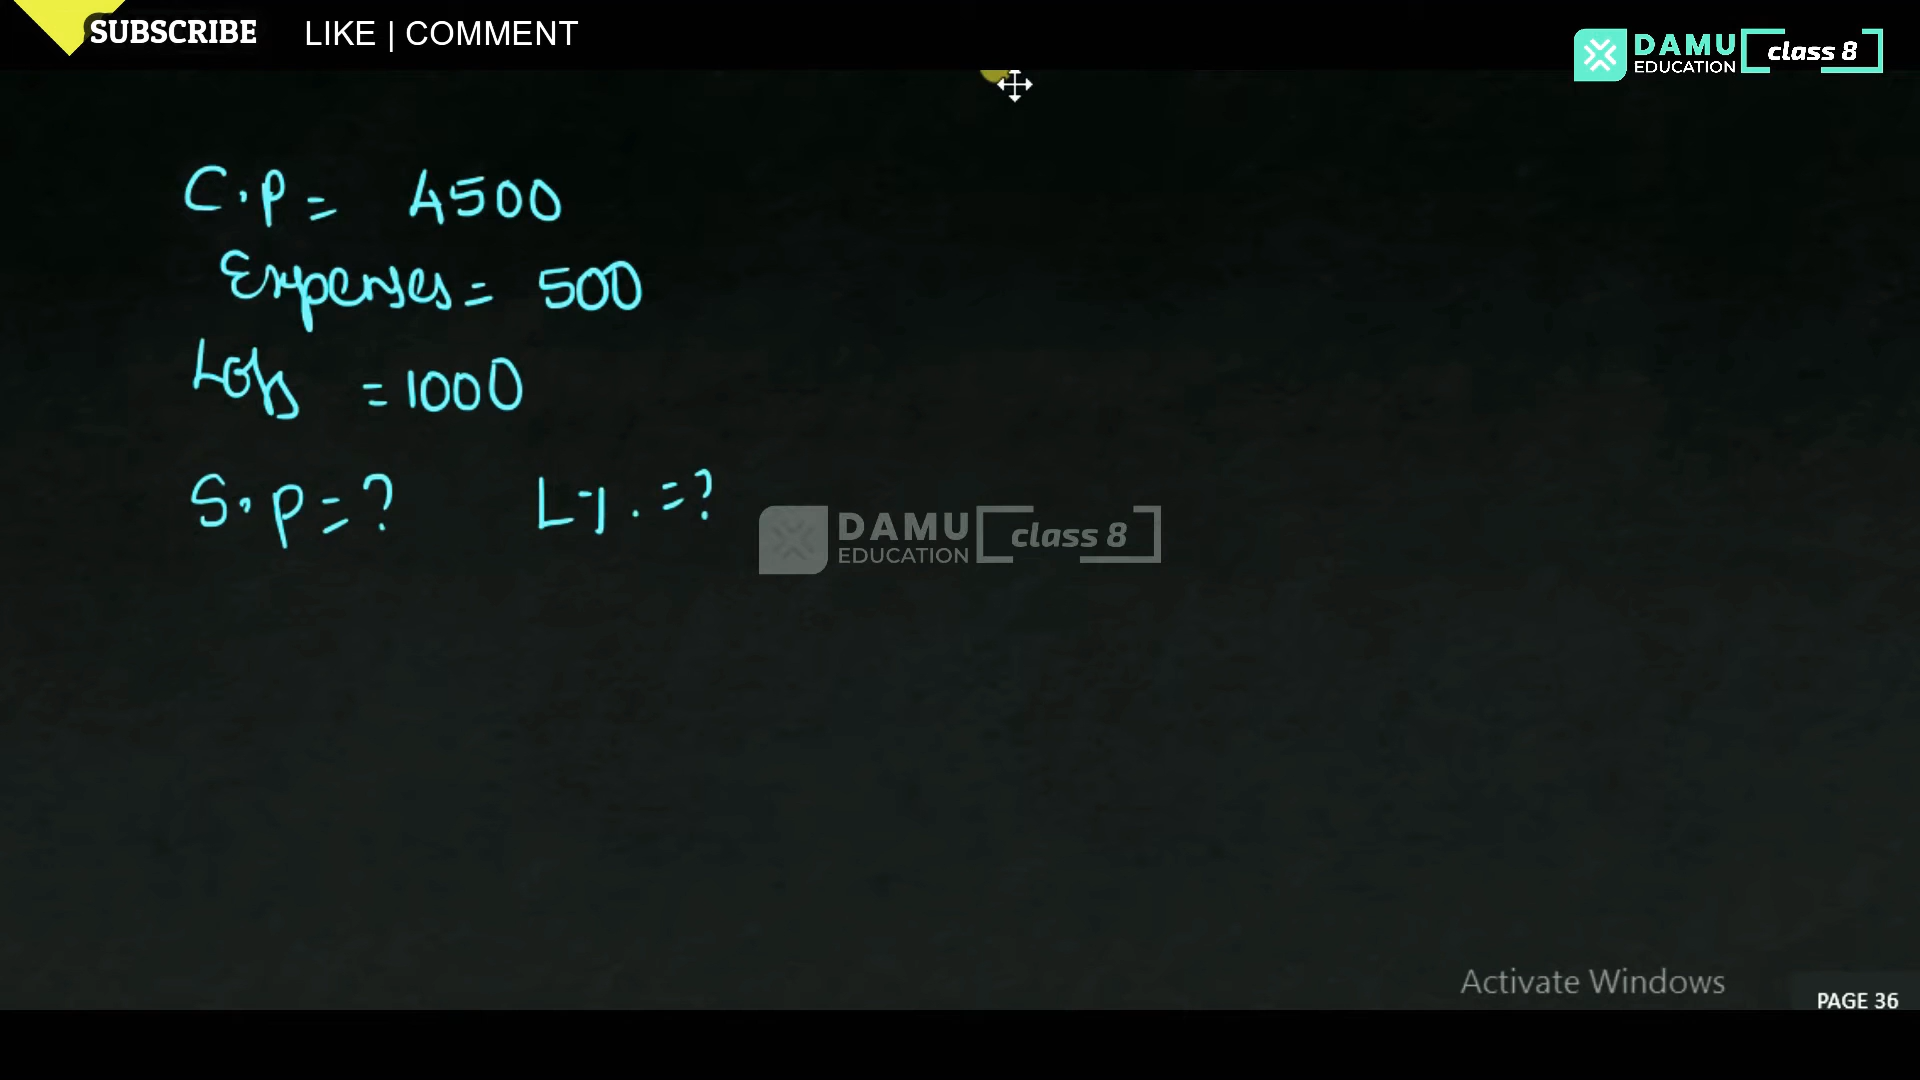 SUBSCRIBE LIKE | COMMENT
DAMU
EDUCATION
class 8
C.P = 4500
Expenses = 500
Loss = 1000
S.P = ? L%. = ?
DAMU
EDUCATION
class 8
Activate Windows
PAGE 36